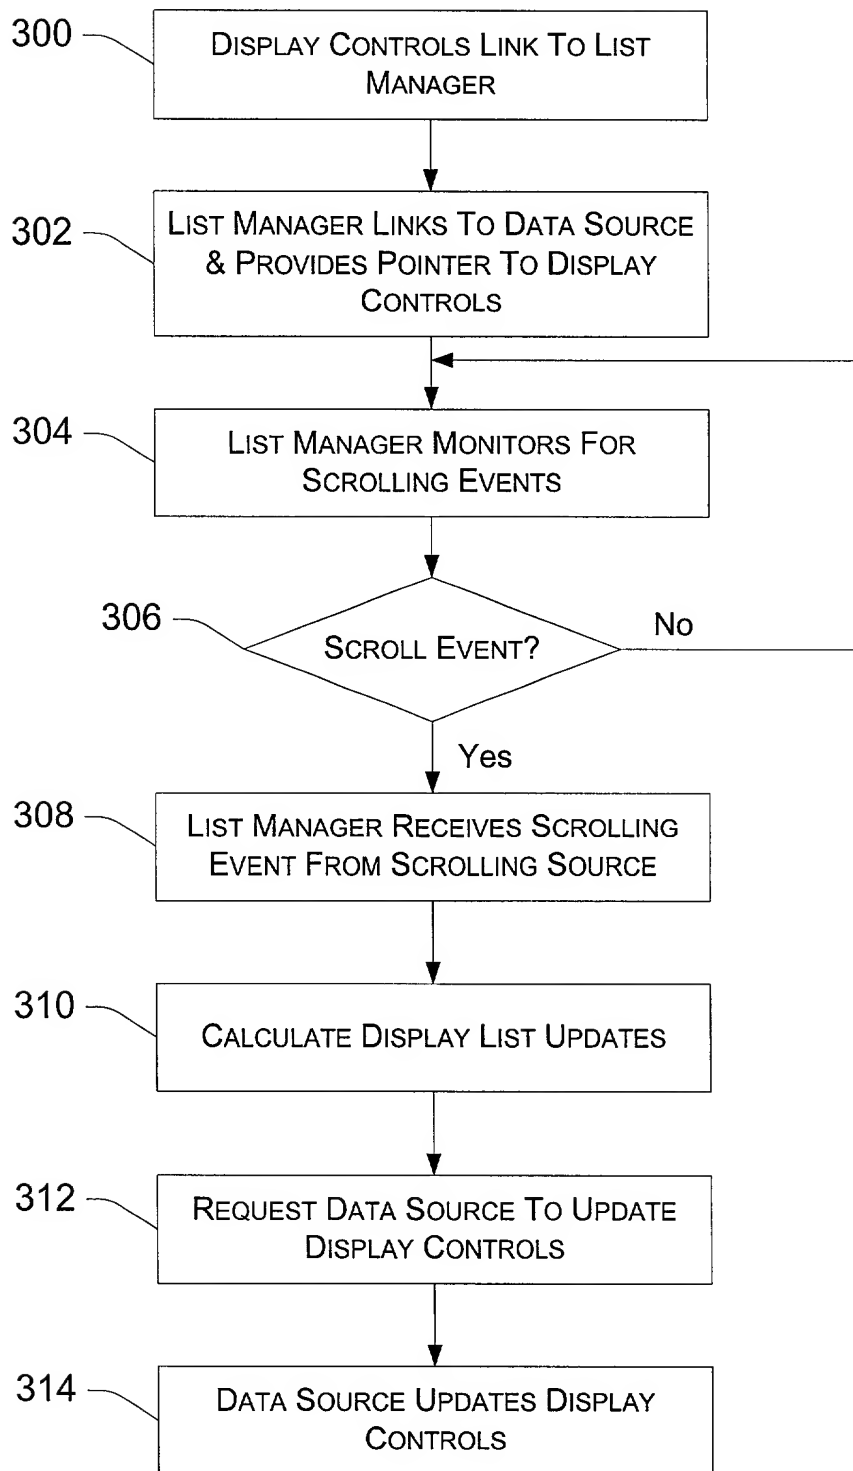 300
DISPLAY CONTROLS LINK TO LIST
MANAGER
302
LIST MANAGER LINKS TO DATA SOURCE
& PROVIDES POINTER TO DISPLAY
CONTROLS
304
LIST MANAGER MONITORS FOR
SCROLLING EVENTS
306
SCROLL EVENT?
No
Yes
308
LIST MANAGER RECEIVES SCROLLING
EVENT FROM SCROLLING SOURCE
310
CALCULATE DISPLAY LIST UPDATES
312
REQUEST DATA SOURCE TO UPDATE
DISPLAY CONTROLS
314
DATA SOURCE UPDATES DISPLAY
CONTROLS